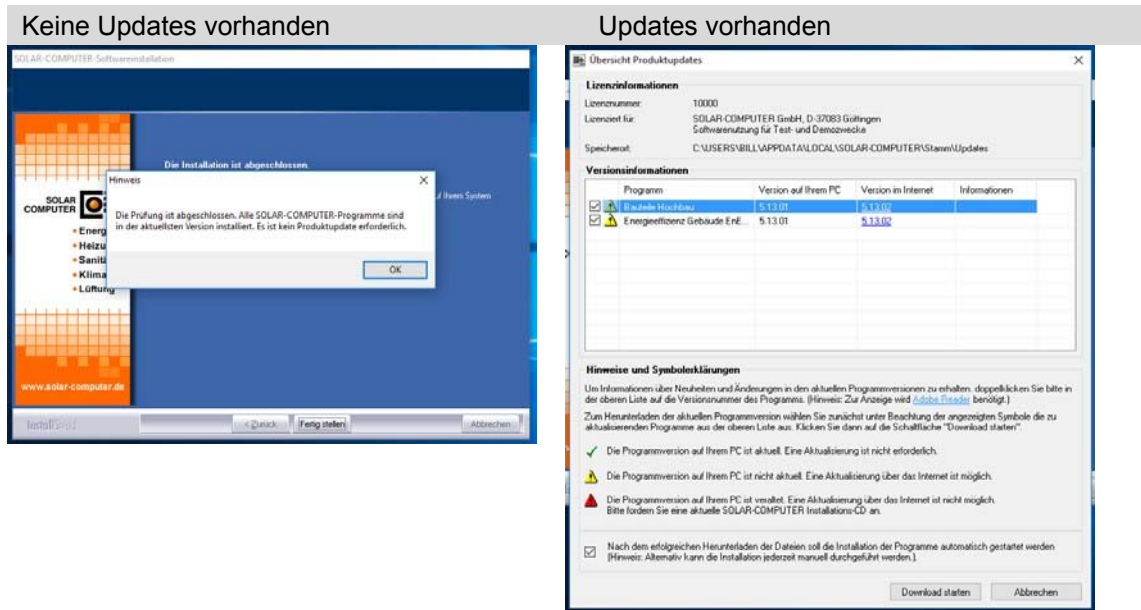 Keine Updates vorhanden
Updates vorhanden
SOLAR-COMPUTER-Softwareinstallation
Die Installation ist abgeschlossen.
f Ihrem System
Hinweis
Die Prüfung ist abgeschlossen. Alle SOLAR-COMPUTER-Programme sind
in der aktuellsten Version installiert. Es ist kein Produktupdate erforderlich.
OK
SOLAR
COMPUTER
• Energ
• Heizu
• Sanitä
• Klima
• Lüftung
www.solar-computer.de
InstallShield
< Zurück
Fertig stellen
Abbrechen
Übersicht Produktupdates
Lizenzinformationen
Lizenznummer: 10000
Lizenziert für: SOLAR-COMPUTER GmbH, D-37083 Göttingen
Softwarenutzung für Test- und Demozwecke
Speicherort: C:\USERS\BILL\APPDATA\LOCAL\SOLAR-COMPUTER\Stamm\Updates
Versionsinformationen
Programm Version auf Ihrem PC Version im Internet Informationen
Bauteile Hochbau 5.13.01 5.13.02
Energieeffizienz Gebäude EnE... 5.13.01 5.13.02
Hinweise und Symbolerklärungen
Um Informationen über Neuheiten und Änderungen in den aktuellen Programmversionen zu erhalten, doppelklicken Sie bitte in
der oberen Liste auf die Versionsnummer des Programms. (Hinweis: Zur Anzeige wird Adobe Reader benötigt.)
Zum Herunterladen der aktuellen Programmversion wählen Sie zunächst unter Beachtung der angezeigten Symbole die zu
aktualisierenden Programme aus der oberen Liste aus. Klicken Sie dann auf die Schaltfläche "Download starten".
Die Programmversion auf Ihrem PC ist aktuell. Eine Aktualisierung ist nicht erforderlich.
Die Programmversion auf Ihrem PC ist nicht aktuell. Eine Aktualisierung über das Internet ist möglich.
Die Programmversion auf Ihrem PC ist veraltet. Eine Aktualisierung über das Internet ist nicht möglich.
Bitte fordern Sie eine aktuelle SOLAR-COMPUTER Installations-CD an.
Nach dem erfolgreichen Herunterladen der Dateien soll die Installation der Programme automatisch gestartet werden
(Hinweis: Alternativ kann die Installation jederzeit manuell durchgeführt werden.).
Download starten
Abbrechen